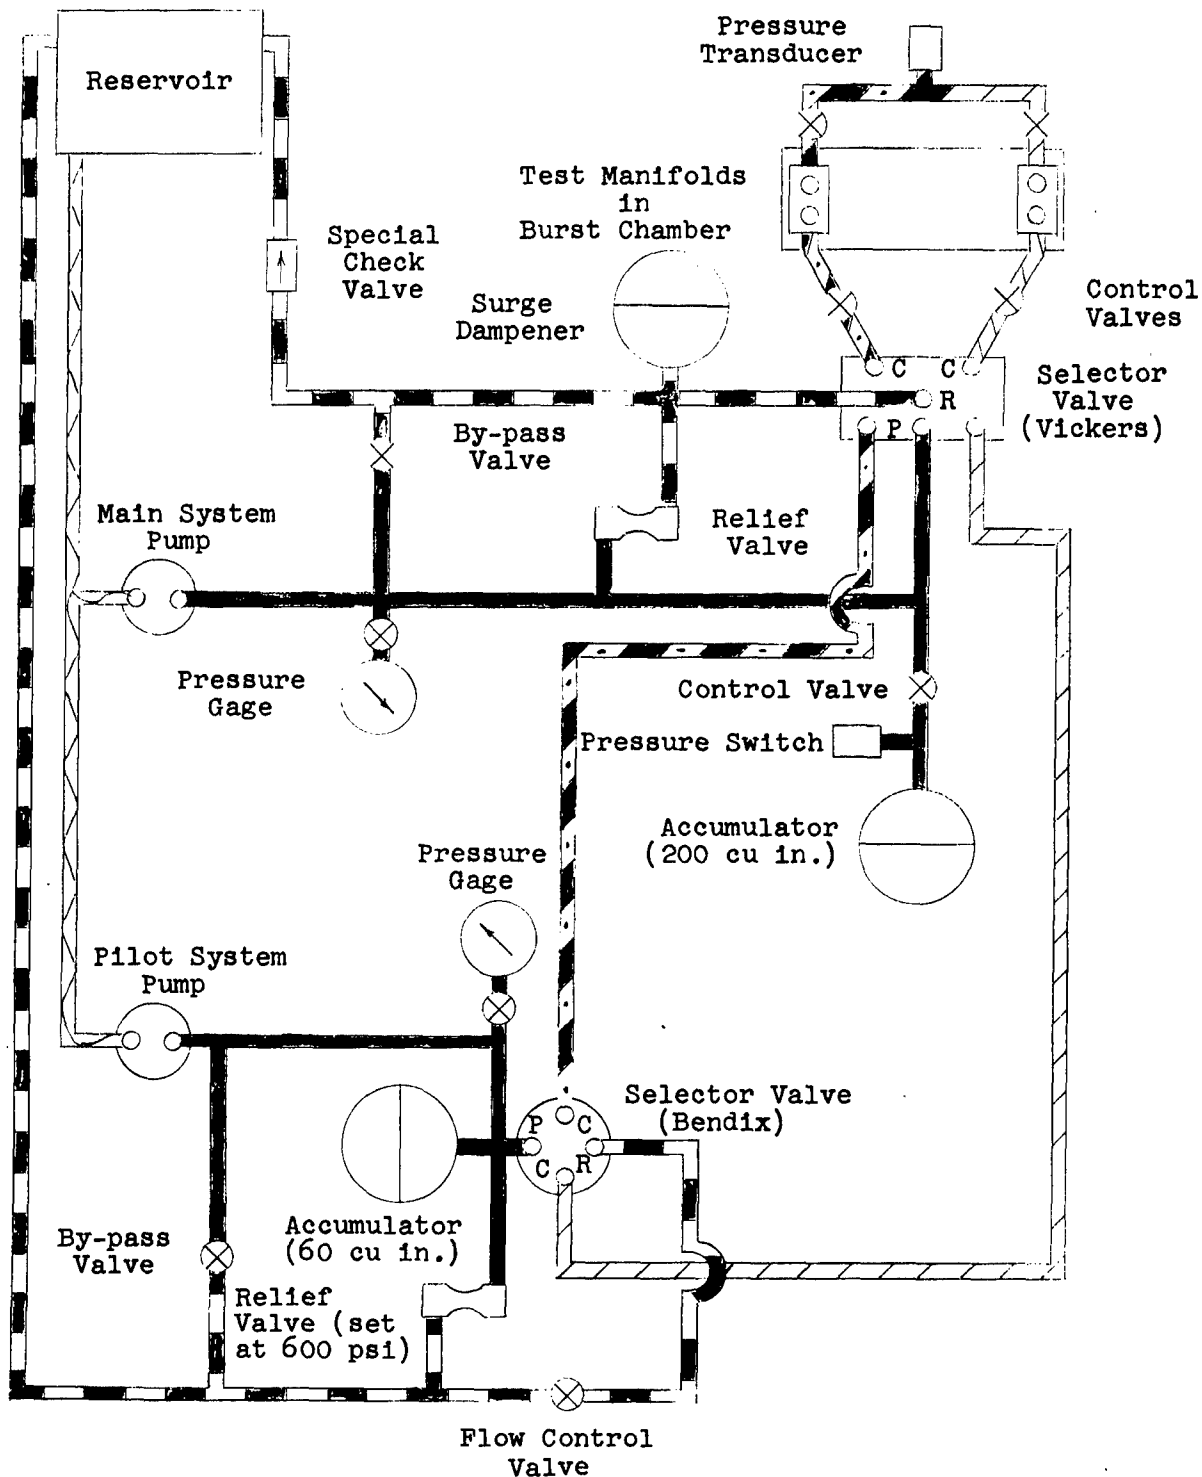 Pressure
Transducer
Reservoir
Test Manifolds
in
Burst Chamber
Special
Check
Valve
Surge
Dampener
Control
Valves
C C
R
P
Selector
Valve
(Vickers)
By-pass
Valve
Main System
Pump
Relief
Valve
Pressure
Gage
Control Valve
Pressure Switch
Accumulator
(200 cu in.)
Pressure
Gage
Pilot System
Pump
Selector Valve
(Bendix)
P C
C R
Accumulator
(60 cu in.)
By-pass
Valve
Relief
Valve (set
at 600 psi)
Flow Control
Valve